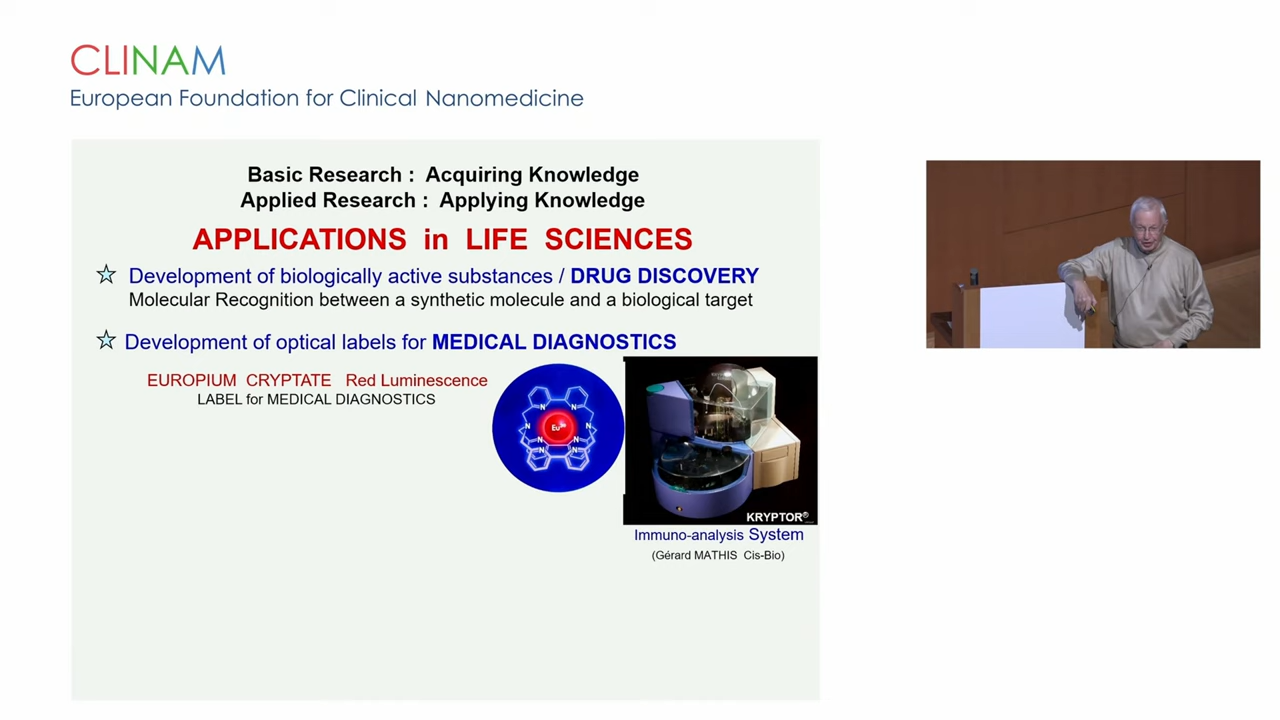 CLINAM
European Foundation for Clinical Nanomedicine
Basic Research : Acquiring Knowledge
Applied Research : Applying Knowledge
APPLICATIONS in LIFE SCIENCES
Development of biologically active substances / DRUG DISCOVERY
Molecular Recognition between a synthetic molecule and a biological target
Development of optical labels for MEDICAL DIAGNOSTICS
EUROPIUM CRYPTATE Red Luminescence
LABEL for MEDICAL DIAGNOSTICS
N N
N Eu³⁺ N
N N
N N
KRYPTOR®
Immuno-analysis System
(Gérard MATHIS Cis-Bio)